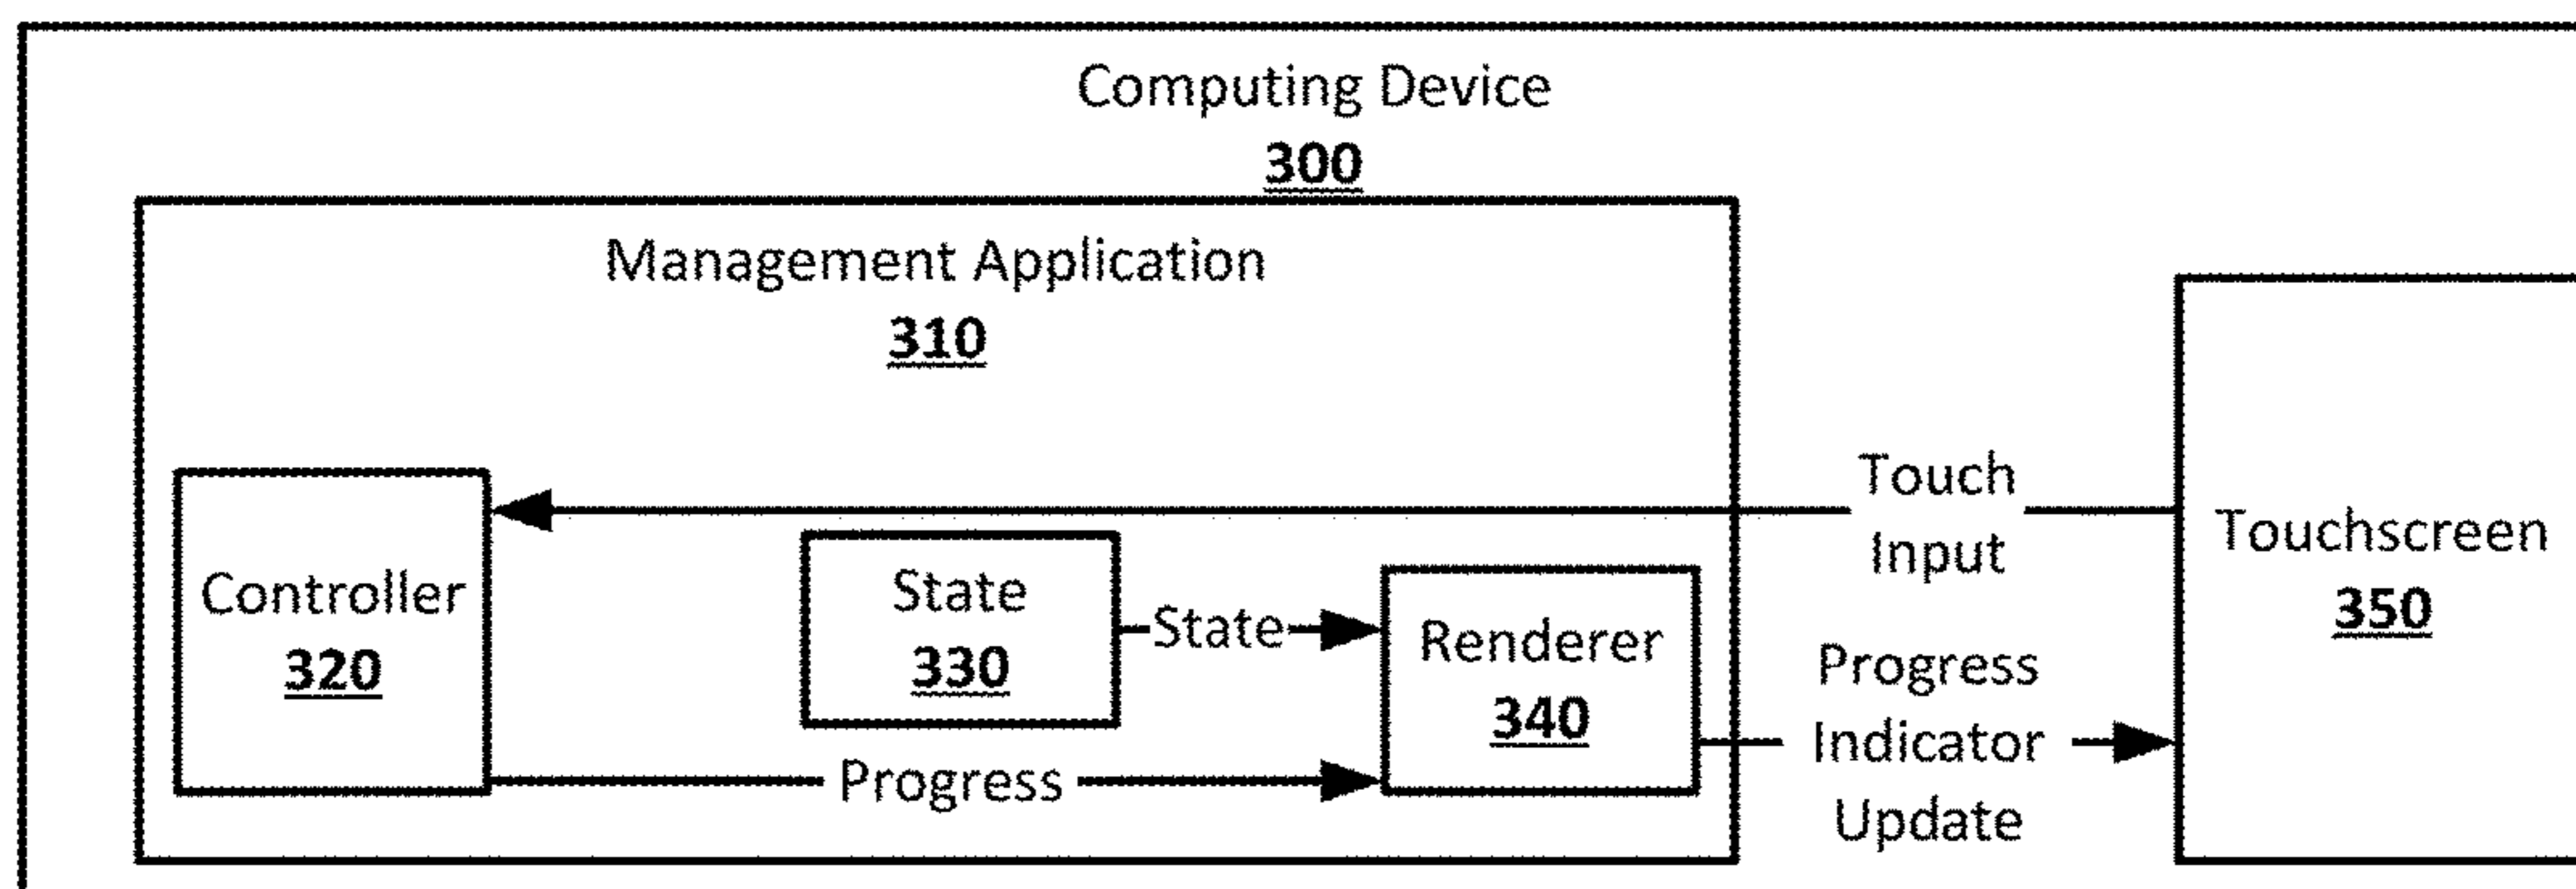 Computing Device
300
Management Application
310
Touch
Input
Controller
320
State
330
State
Renderer
340
Progress
Progress
Indicator
Update
Touchscreen
350